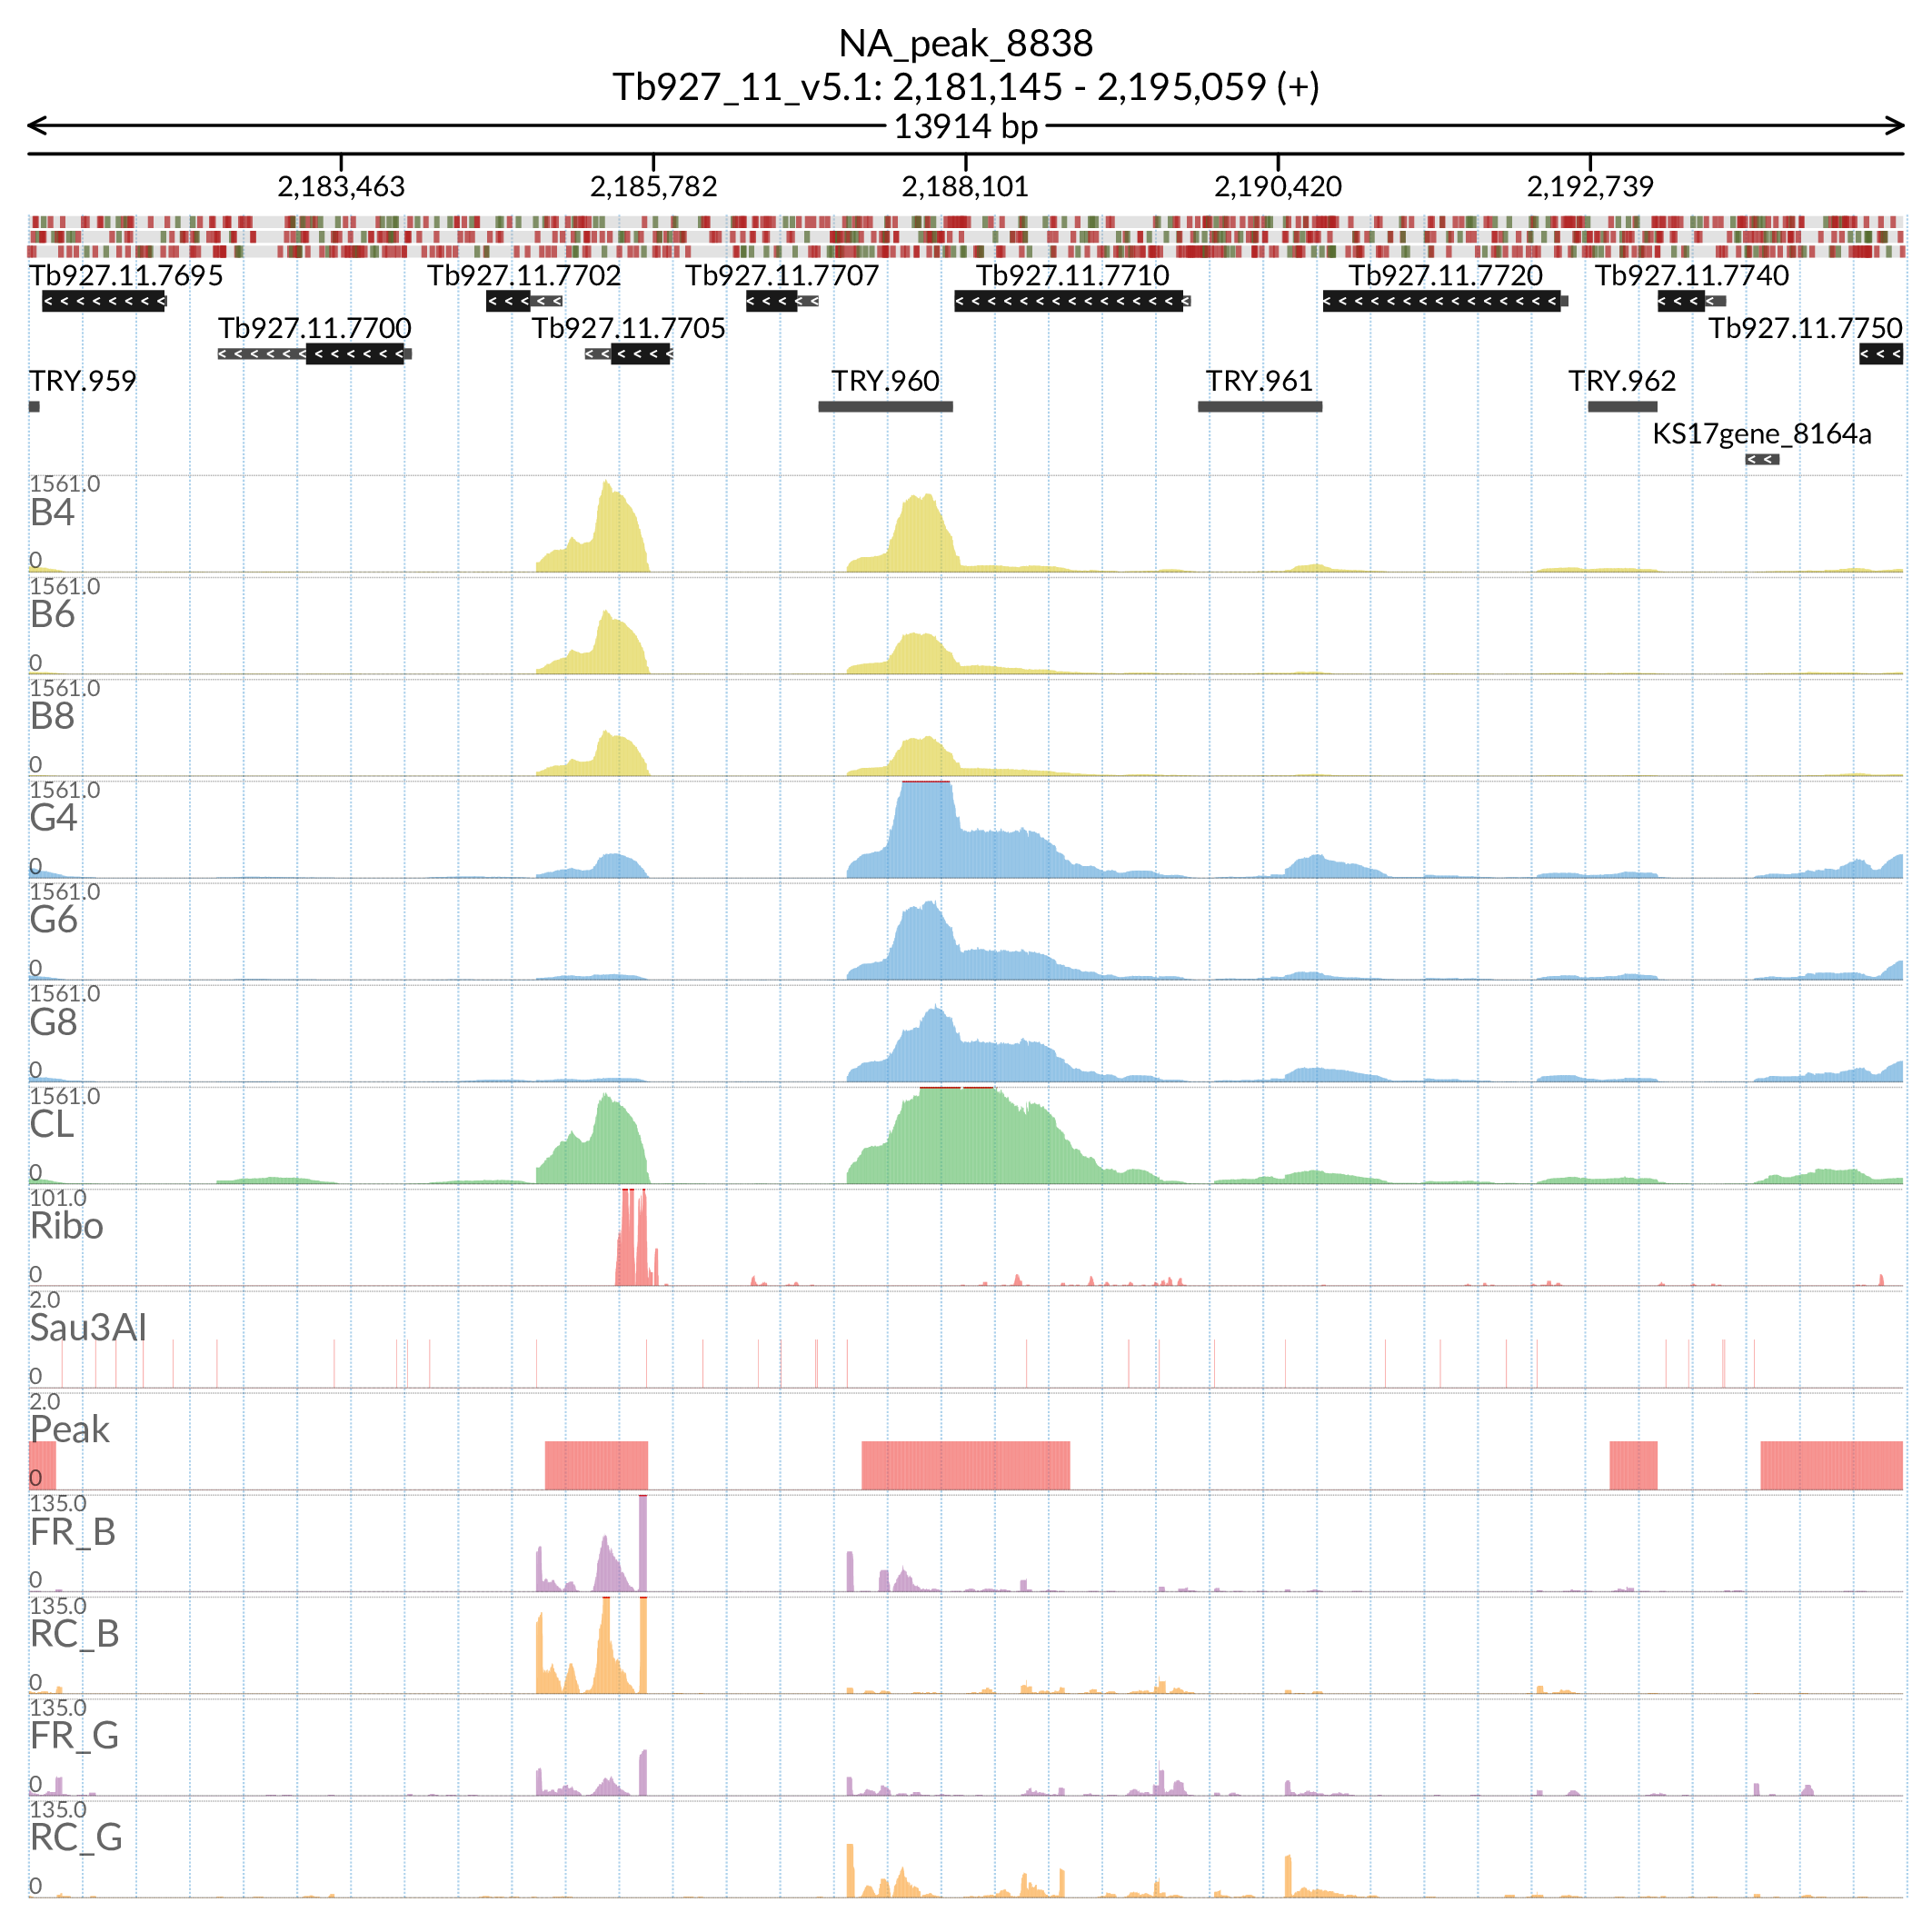 NA_peak_8838
Tb927_11_v5.1: 2,181,145 - 2,195,059 (+)
13914 bp
2,183,463 2,185,782 2,188,101 2,190,420 2,192,739
Tb927.11.7695 Tb927.11.7702 Tb927.11.7707 Tb927.11.7710 Tb927.11.7720 Tb927.11.7740
Tb927.11.7700 Tb927.11.7705 Tb927.11.7750
TRY.959 TRY.960 TRY.961 TRY.962
KS17gene_8164a
1561.0
B4
0
1561.0
B6
0
1561.0
B8
0
1561.0
G4
0
1561.0
G6
0
1561.0
G8
0
1561.0
CL
0
101.0
Ribo
0
2.0
Sau3AI
0
2.0
Peak
0
135.0
FR_B
0
135.0
RC_B
0
135.0
FR_G
0
135.0
RC_G
0